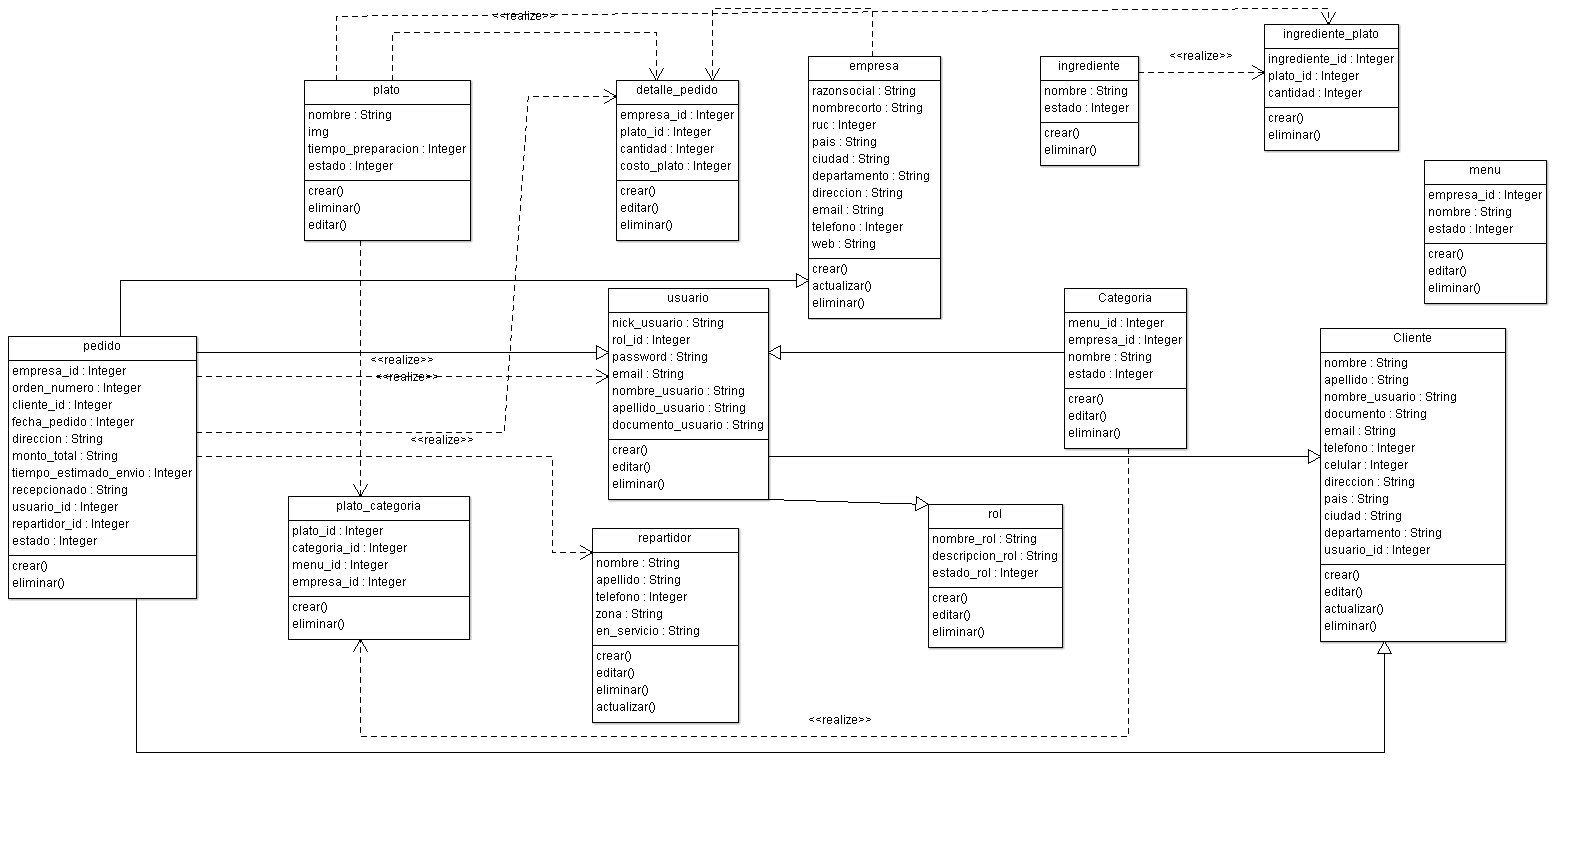 <<realize>>
plato
nombre : String
img
tiempo_preparacion : Integer
estado : Integer
crear()
eliminar()
editar()
detalle_pedido
empresa_id : Integer
plato_id : Integer
cantidad : Integer
costo_plato : Integer
crear()
editar()
eliminar()
empresa
razonsocial : String
nombrecorto : String
ruc : Integer
pais : String
ciudad : String
departamento : String
direccion : String
email : String
telefono : Integer
web : String
crear()
actualizar()
eliminar()
ingrediente
nombre : String
estado : Integer
crear()
eliminar()
<<realize>>
ingrediente_plato
ingrediente_id : Integer
plato_id : Integer
cantidad : Integer
crear()
eliminar()
menu
empresa_id : Integer
nombre : String
estado : Integer
crear()
editar()
eliminar()
pedido
empresa_id : Integer
orden_numero : Integer
cliente_id : Integer
fecha_pedido : Integer
direccion : String
monto_total : String
tiempo_estimado_envio : Integer
recepcionado : String
usuario_id : Integer
repartidor_id : Integer
estado : Integer
crear()
eliminar()
<<realize>>
<<realize>>
<<realize>>
usuario
nick_usuario : String
rol_id : Integer
password : String
email : String
nombre_usuario : String
apellido_usuario : String
documento_usuario : String
crear()
editar()
eliminar()
Categoria
menu_id : Integer
empresa_id : Integer
nombre : String
estado : Integer
crear()
editar()
eliminar()
Cliente
nombre : String
apellido : String
nombre_usuario : String
documento : String
email : String
telefono : Integer
celular : Integer
direccion : String
pais : String
ciudad : String
departamento : String
usuario_id : Integer
crear()
editar()
actualizar()
eliminar()
plato_categoria
plato_id : Integer
categoria_id : Integer
menu_id : Integer
empresa_id : Integer
crear()
eliminar()
repartidor
nombre : String
apellido : String
telefono : Integer
zona : String
en_servicio : String
crear()
editar()
eliminar()
actualizar()
rol
nombre_rol : String
descripcion_rol : String
estado_rol : Integer
crear()
editar()
eliminar()
<<realize>>